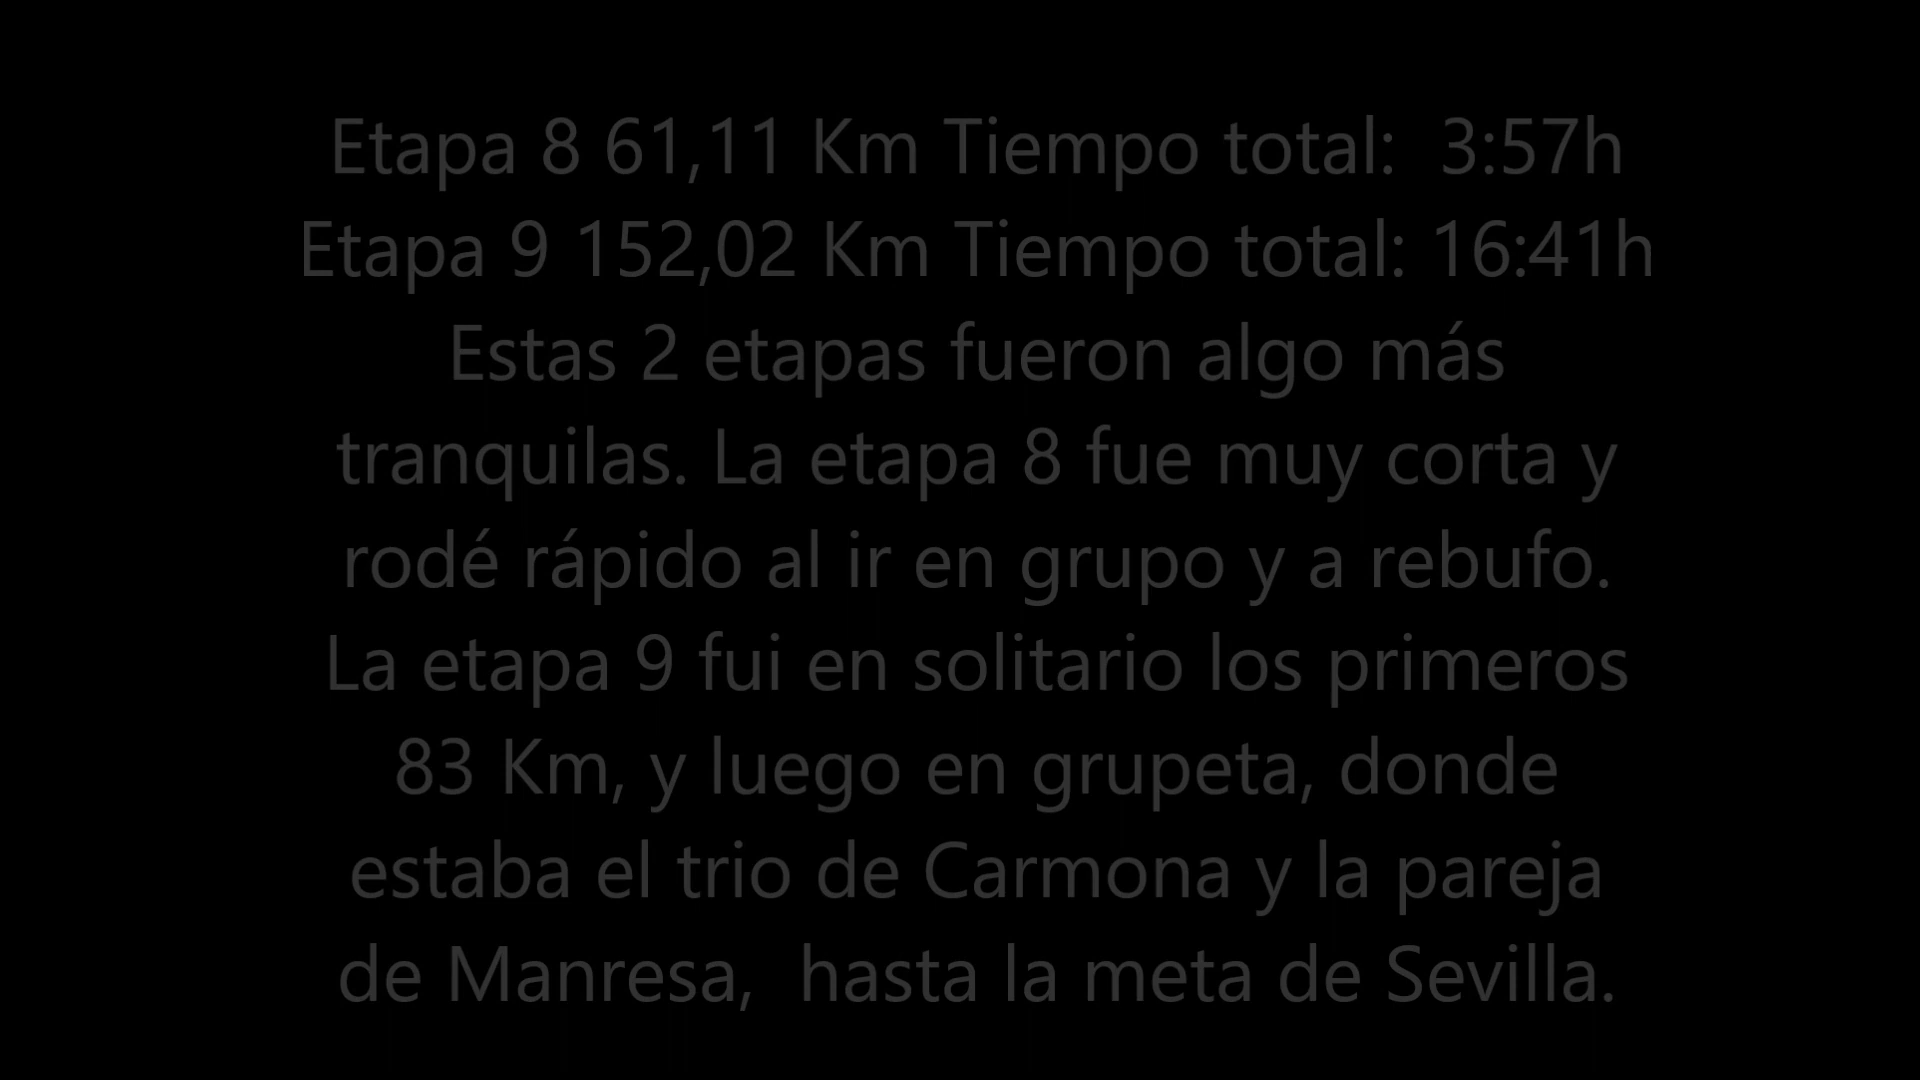 Etapa 8 61,11 Km Tiempo total:  3:57h
Etapa 9 152,02 Km Tiempo total: 16:41h
Estas 2 etapas fueron algo más
tranquilas. La etapa 8 fue muy corta y
rodé rápido al ir en grupo y a rebufo.
La etapa 9 fui en solitario los primeros
83 Km, y luego en grupeta, donde
estaba el trio de Carmona y la pareja
de Manresa,  hasta la meta de Sevilla.